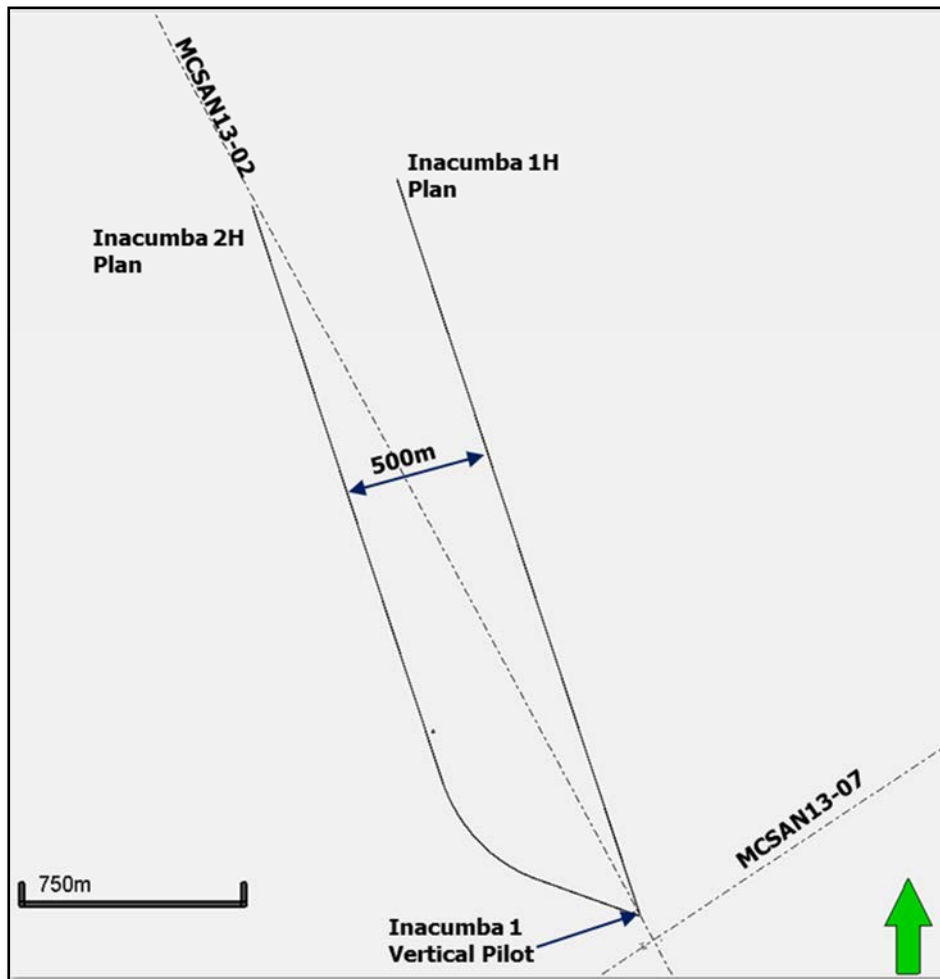 MCSAN13-02
Inacumba 1H
Plan
Inacumba 2H
Plan
500m
MCSAN13-07
750m
Inacumba 1
Vertical Pilot